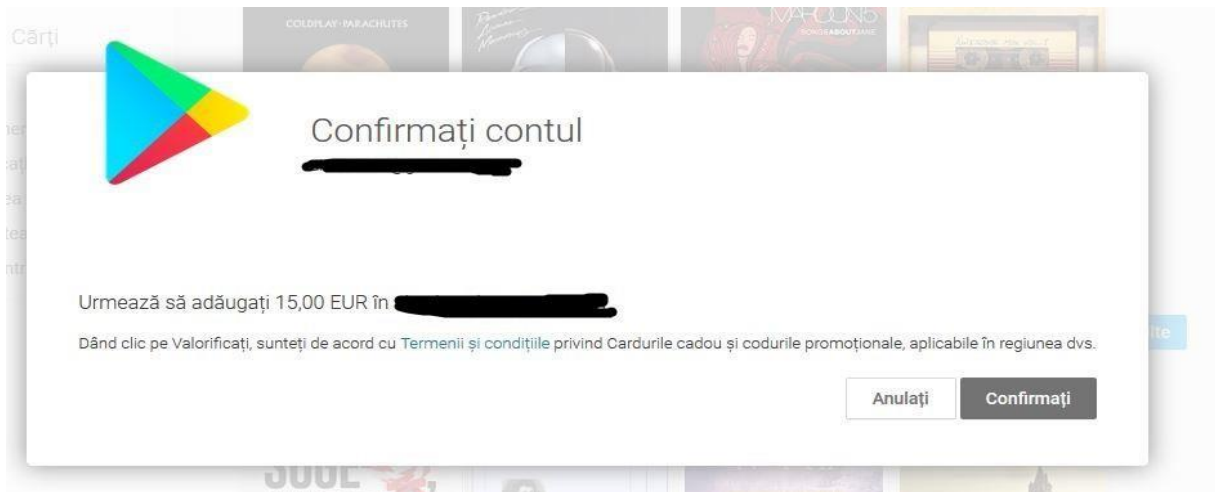 Cărți
COLDPLAY·PARACHUTES
MAROON5
SONGSABOUTJANE
Confirmați contul
Urmează să adăugați 15,00 EUR în
Dând clic pe Valorificați, sunteți de acord cu Termenii și condițiile privind Cardurile cadou și codurile promoționale, aplicabile în regiunea dvs.
Anulați Confirmați